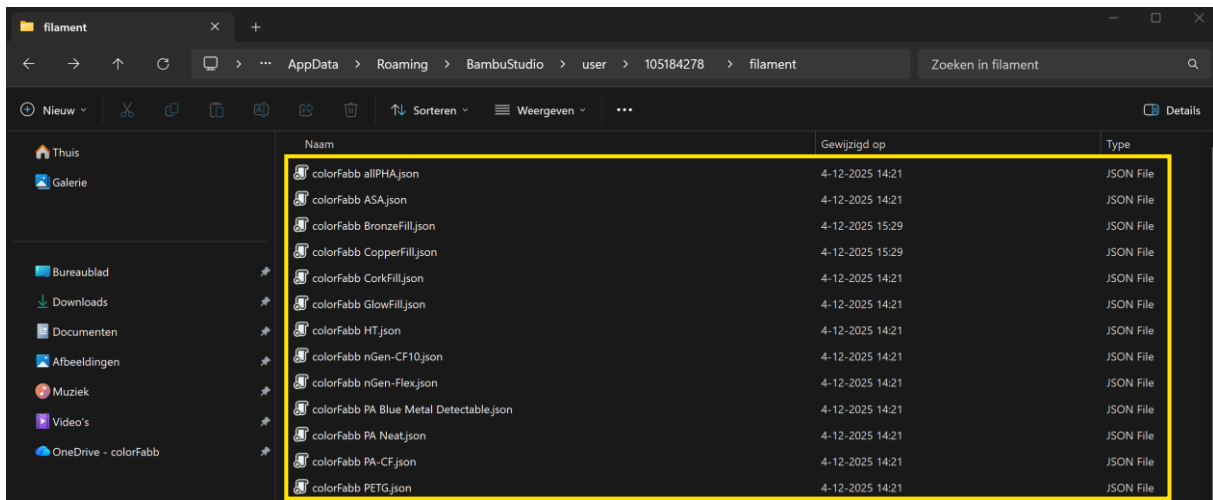 filament
AppData > Roaming > BambuStudio > user > 105184278 > filament
Zoeken in filament
Nieuw
Sorteren
Weergeven
Details
Thuis
Galerie
Bureaublad
Downloads
Documenten
Afbeeldingen
Muziek
Video's
OneDrive - colorFabb
Naam Gewijzigd op Type
colorFabb allPHA.json 4-12-2025 14:21 JSON File
colorFabb ASA.json 4-12-2025 14:21 JSON File
colorFabb BronzeFill.json 4-12-2025 15:29 JSON File
colorFabb CopperFill.json 4-12-2025 15:29 JSON File
colorFabb CorkFill.json 4-12-2025 14:21 JSON File
colorFabb GlowFill.json 4-12-2025 14:21 JSON File
colorFabb HT.json 4-12-2025 14:21 JSON File
colorFabb nGen-CF10.json 4-12-2025 14:21 JSON File
colorFabb nGen-Flex.json 4-12-2025 14:21 JSON File
colorFabb PA Blue Metal Detectable.json 4-12-2025 14:21 JSON File
colorFabb PA Neat.json 4-12-2025 14:21 JSON File
colorFabb PA-CF.json 4-12-2025 14:21 JSON File
colorFabb PETG.json 4-12-2025 14:21 JSON File